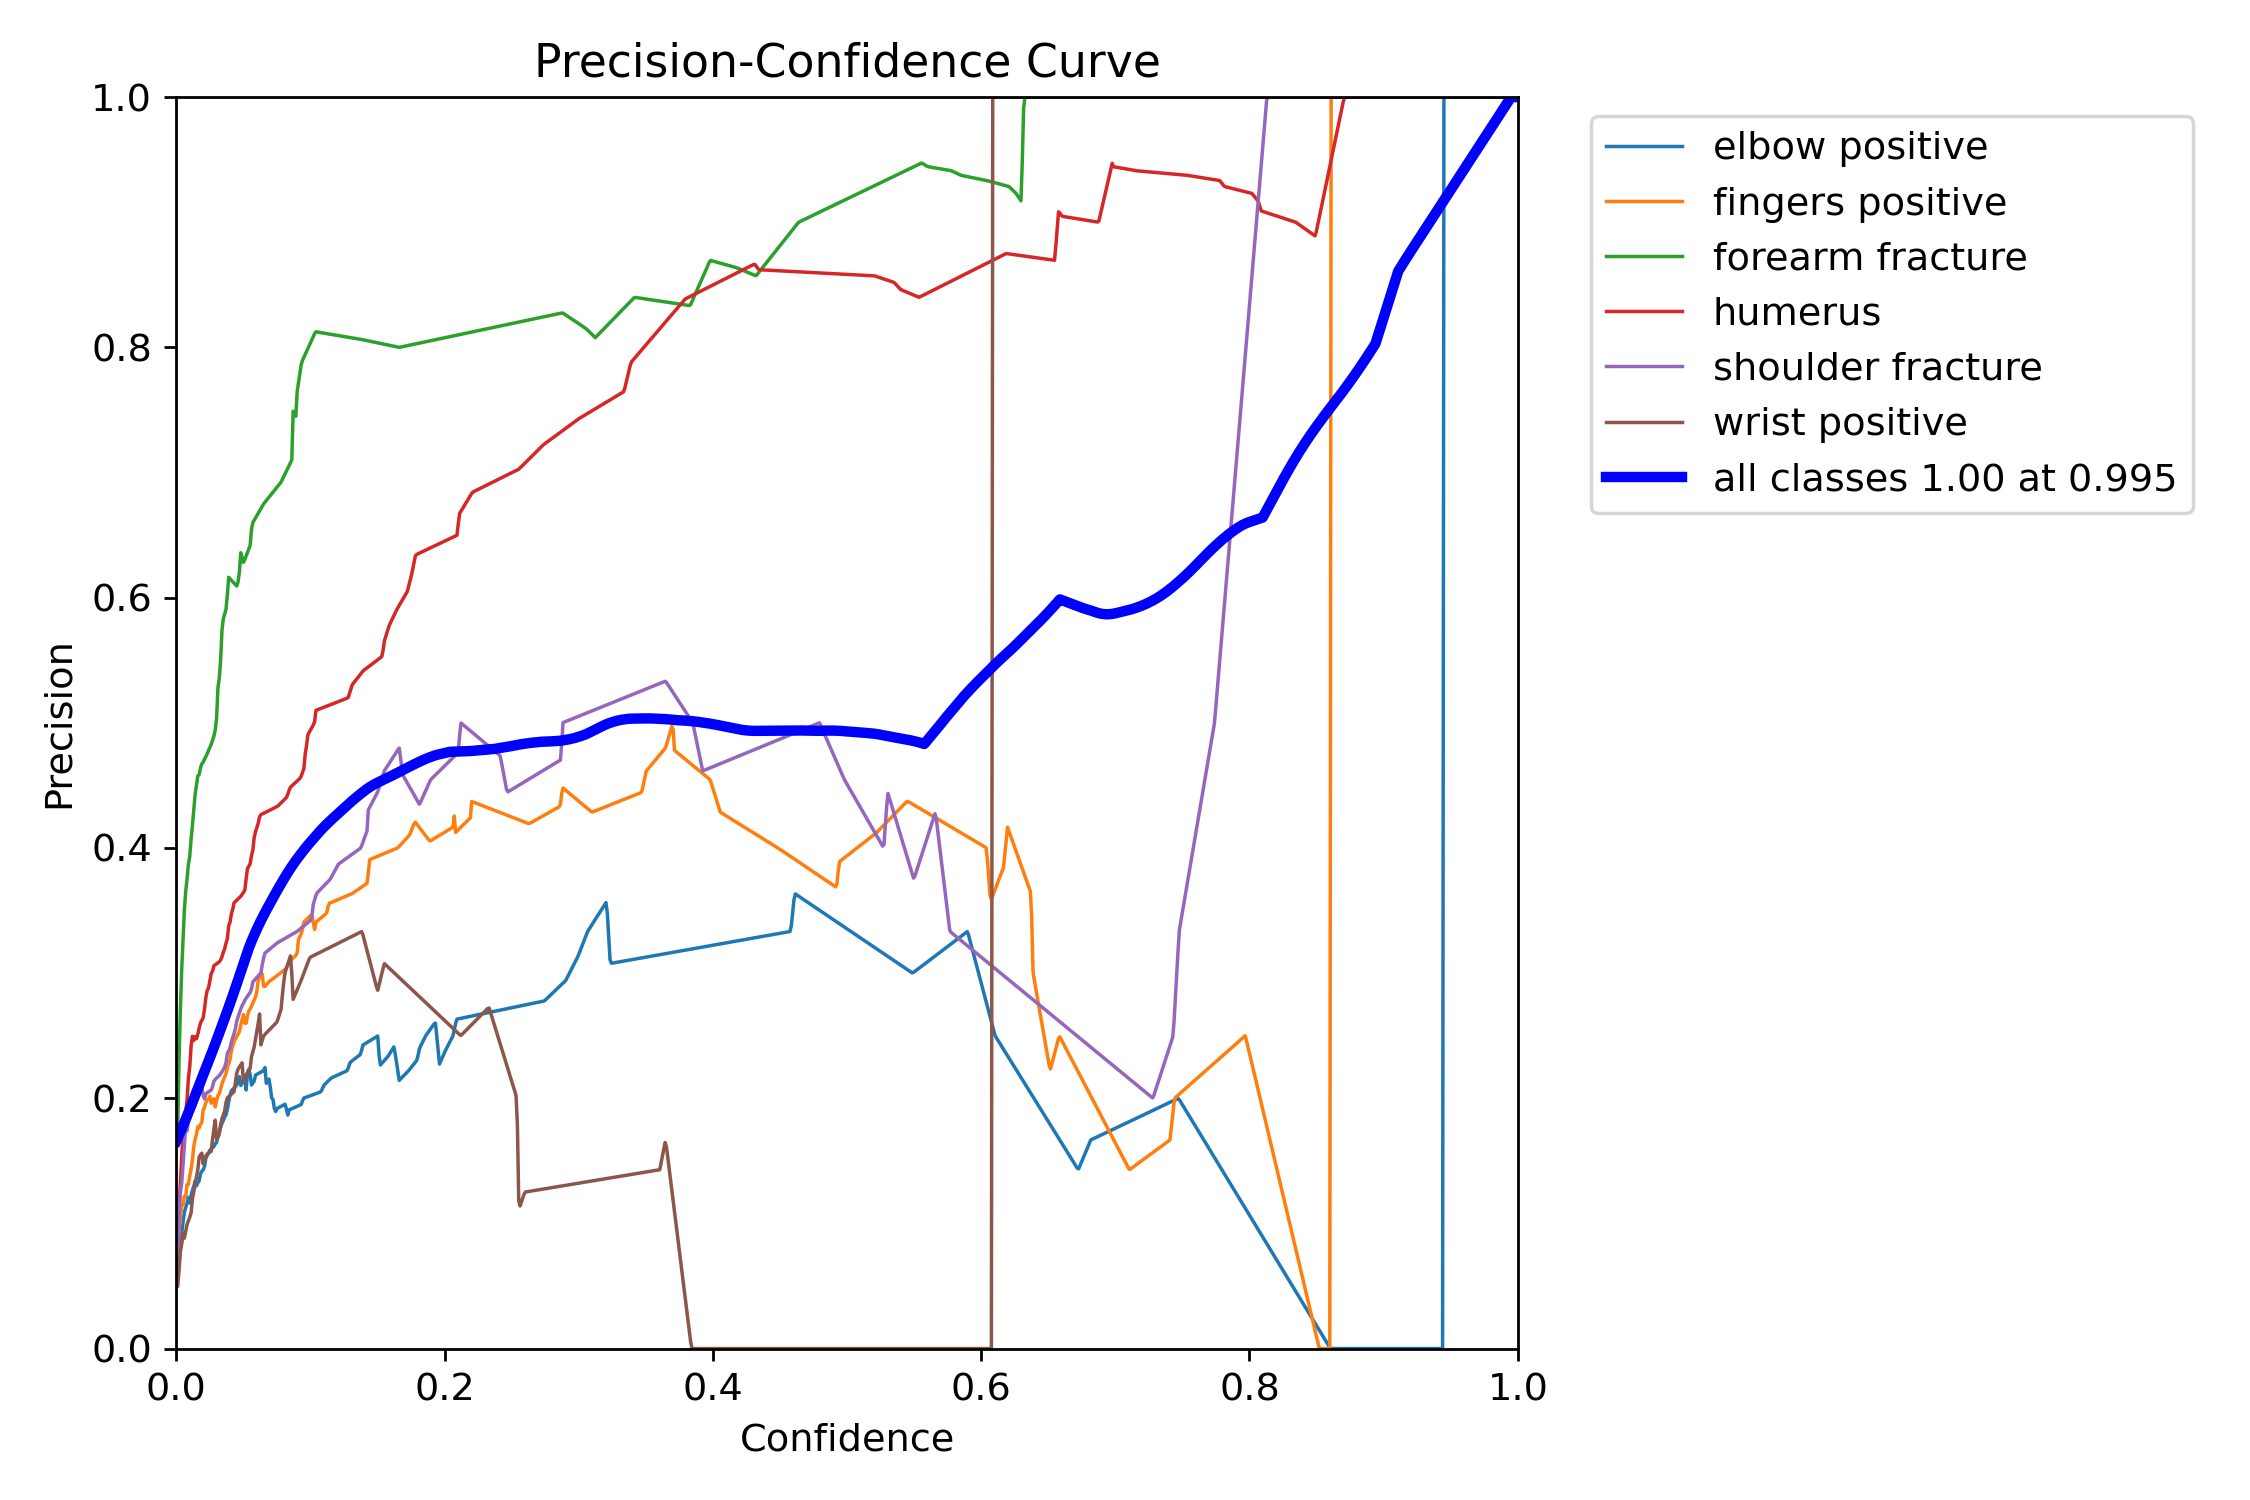 Precision-Confidence Curve
1.0
0.8
0.6
0.4
0.2
0.0
Precision
0.0 0.2 0.4 0.6 0.8 1.0
Confidence
elbow positive
fingers positive
forearm fracture
humerus
shoulder fracture
wrist positive
all classes 1.00 at 0.995